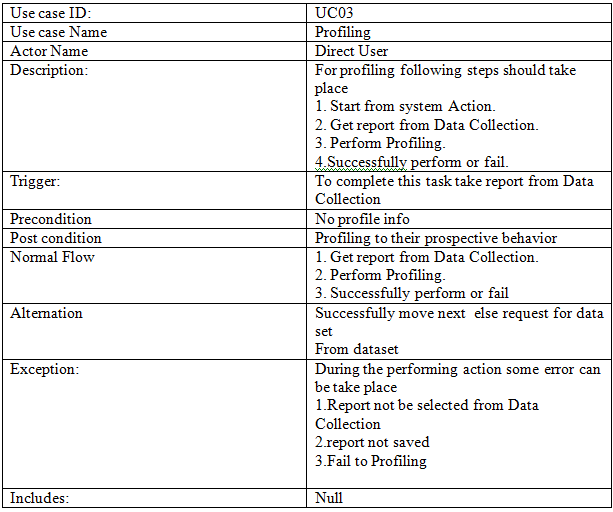 Use case ID: UC03
Use case Name Profiling
Actor Name Direct User
Description: For profiling following steps should take
place
1. Start from system Action.
2. Get report from Data Collection.
3. Perform Profiling.
4.Successfully perform or fail.
Trigger: To complete this task take report from Data
Collection
Precondition No profile info
Post condition Profiling to their prospective behavior
Normal Flow 1. Get report from Data Collection.
2. Perform Profiling.
3. Successfully perform or fail
Alternation Successfully move next else request for data
set
From dataset
Exception: During the performing action some error can
be take place
1.Report not be selected from Data
Collection
2.report not saved
3.Fail to Profiling
Includes: Null